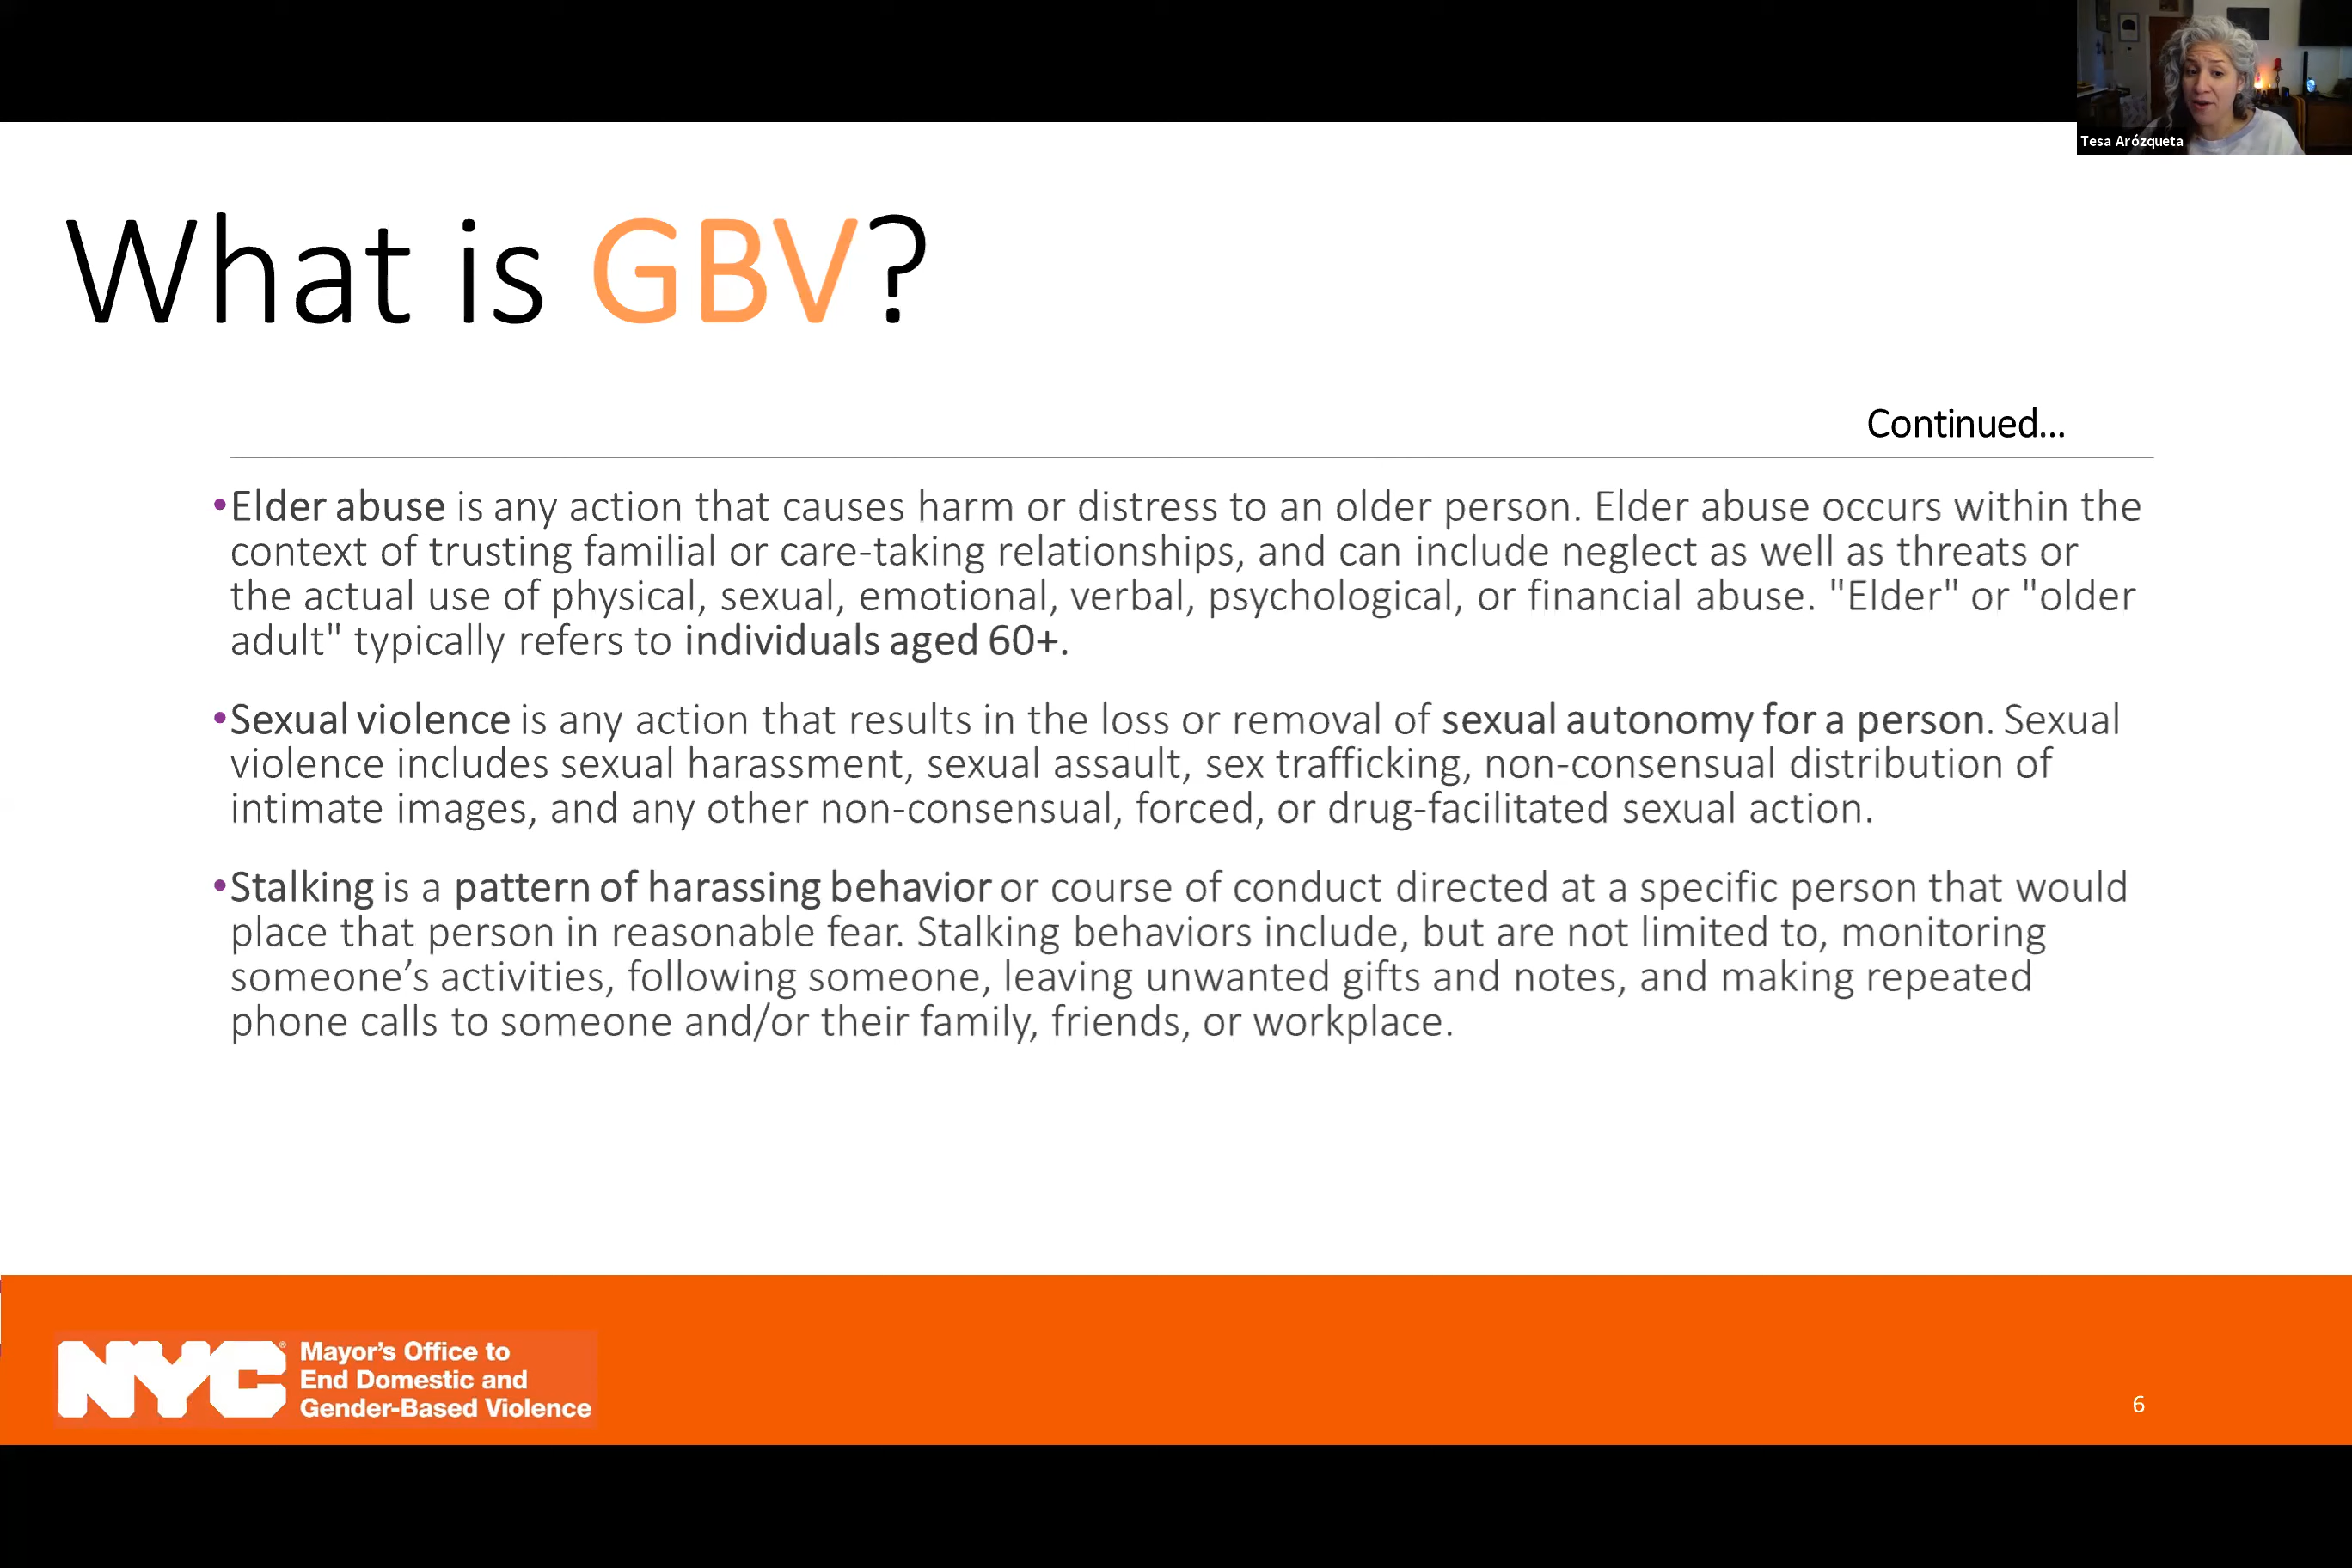 Tesa Arózqueta
What is GBV?
Continued...
•Elder abuse is any action that causes harm or distress to an older person. Elder abuse occurs within the
context of trusting familial or care-taking relationships, and can include neglect as well as threats or
the actual use of physical, sexual, emotional, verbal, psychological, or financial abuse. "Elder" or "older
adult" typically refers to individuals aged 60+.
•Sexual violence is any action that results in the loss or removal of sexual autonomy for a person. Sexual
violence includes sexual harassment, sexual assault, sex trafficking, non-consensual distribution of
intimate images, and any other non-consensual, forced, or drug-facilitated sexual action.
•Stalking is a pattern of harassing behavior or course of conduct directed at a specific person that would
place that person in reasonable fear. Stalking behaviors include, but are not limited to, monitoring
someone’s activities, following someone, leaving unwanted gifts and notes, and making repeated
phone calls to someone and/or their family, friends, or workplace.
NYC®
Mayor’s Office to
End Domestic and
Gender-Based Violence
6